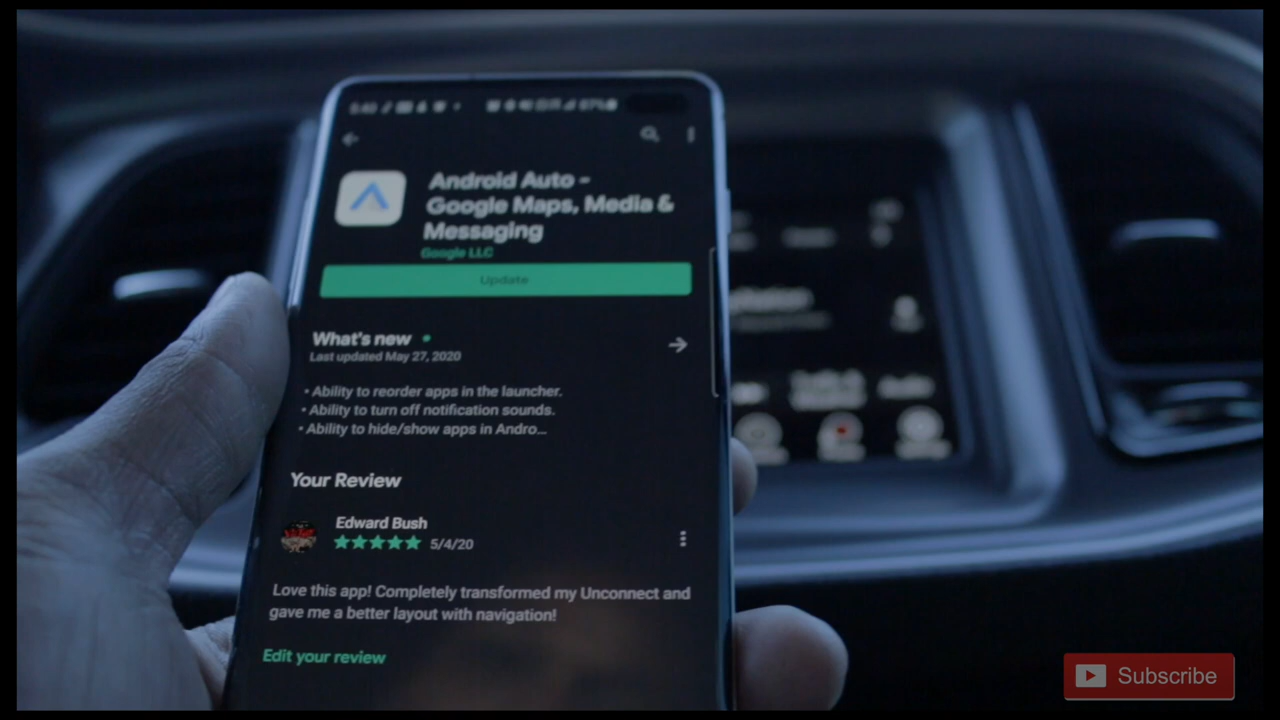 Android Auto -
Google Maps, Media &
Messaging
Google LLC
Update
What's new
Last updated May 27, 2020
• Ability to reorder apps in the launcher.
• Ability to turn off notification sounds.
• Ability to hide/show apps in Andro...
Your Review
Edward Bush
5/4/20
Love this app! Completely transformed my Unconnect and
gave me a better layout with navigation!
Edit your review
Subscribe